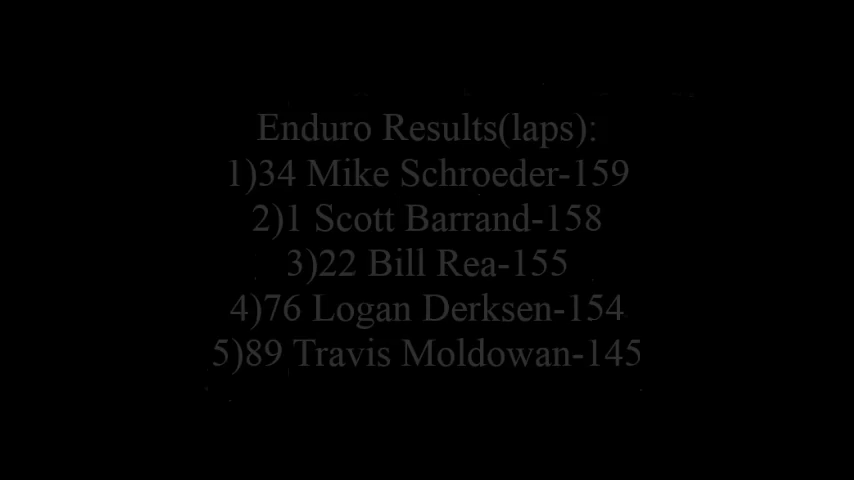 Enduro Results(laps):
1)34 Mike Schroeder-159
2)1 Scott Barrand-158
3)22 Bill Rea-155
4)76 Logan Derksen-154
5)89 Travis Moldowan-145